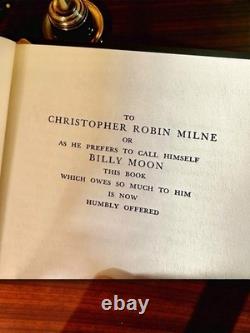 TO
CHRISTOPHER ROBIN MILNE
OR
AS HE PREFERS TO CALL HIMSELF
BILLY MOON
THIS BOOK
WHICH OWES SO MUCH TO HIM
IS NOW
HUMBLY OFFERED
000125